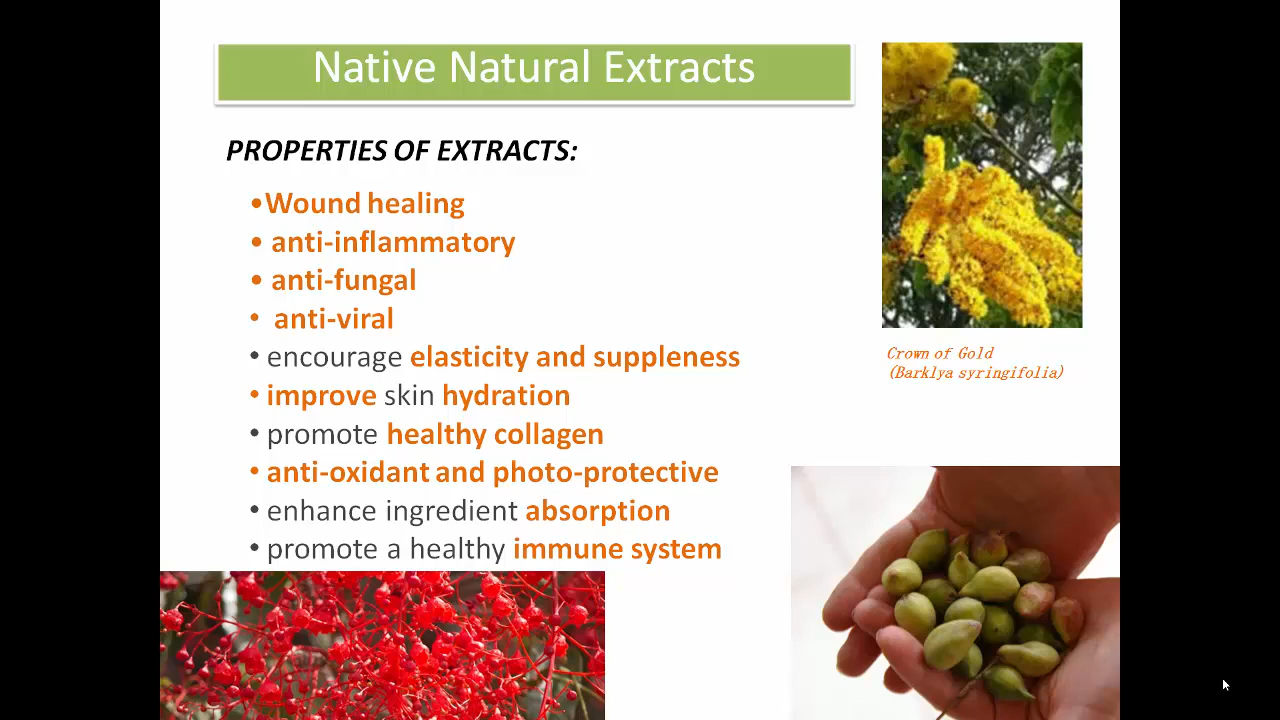 Native Natural Extracts
PROPERTIES OF EXTRACTS:
•Wound healing
• anti-inflammatory
• anti-fungal
• anti-viral
• encourage elasticity and suppleness
• improve skin hydration
• promote healthy collagen
• anti-oxidant and photo-protective
• enhance ingredient absorption
• promote a healthy immune system
Crown of Gold
(Barklya syringifolia)